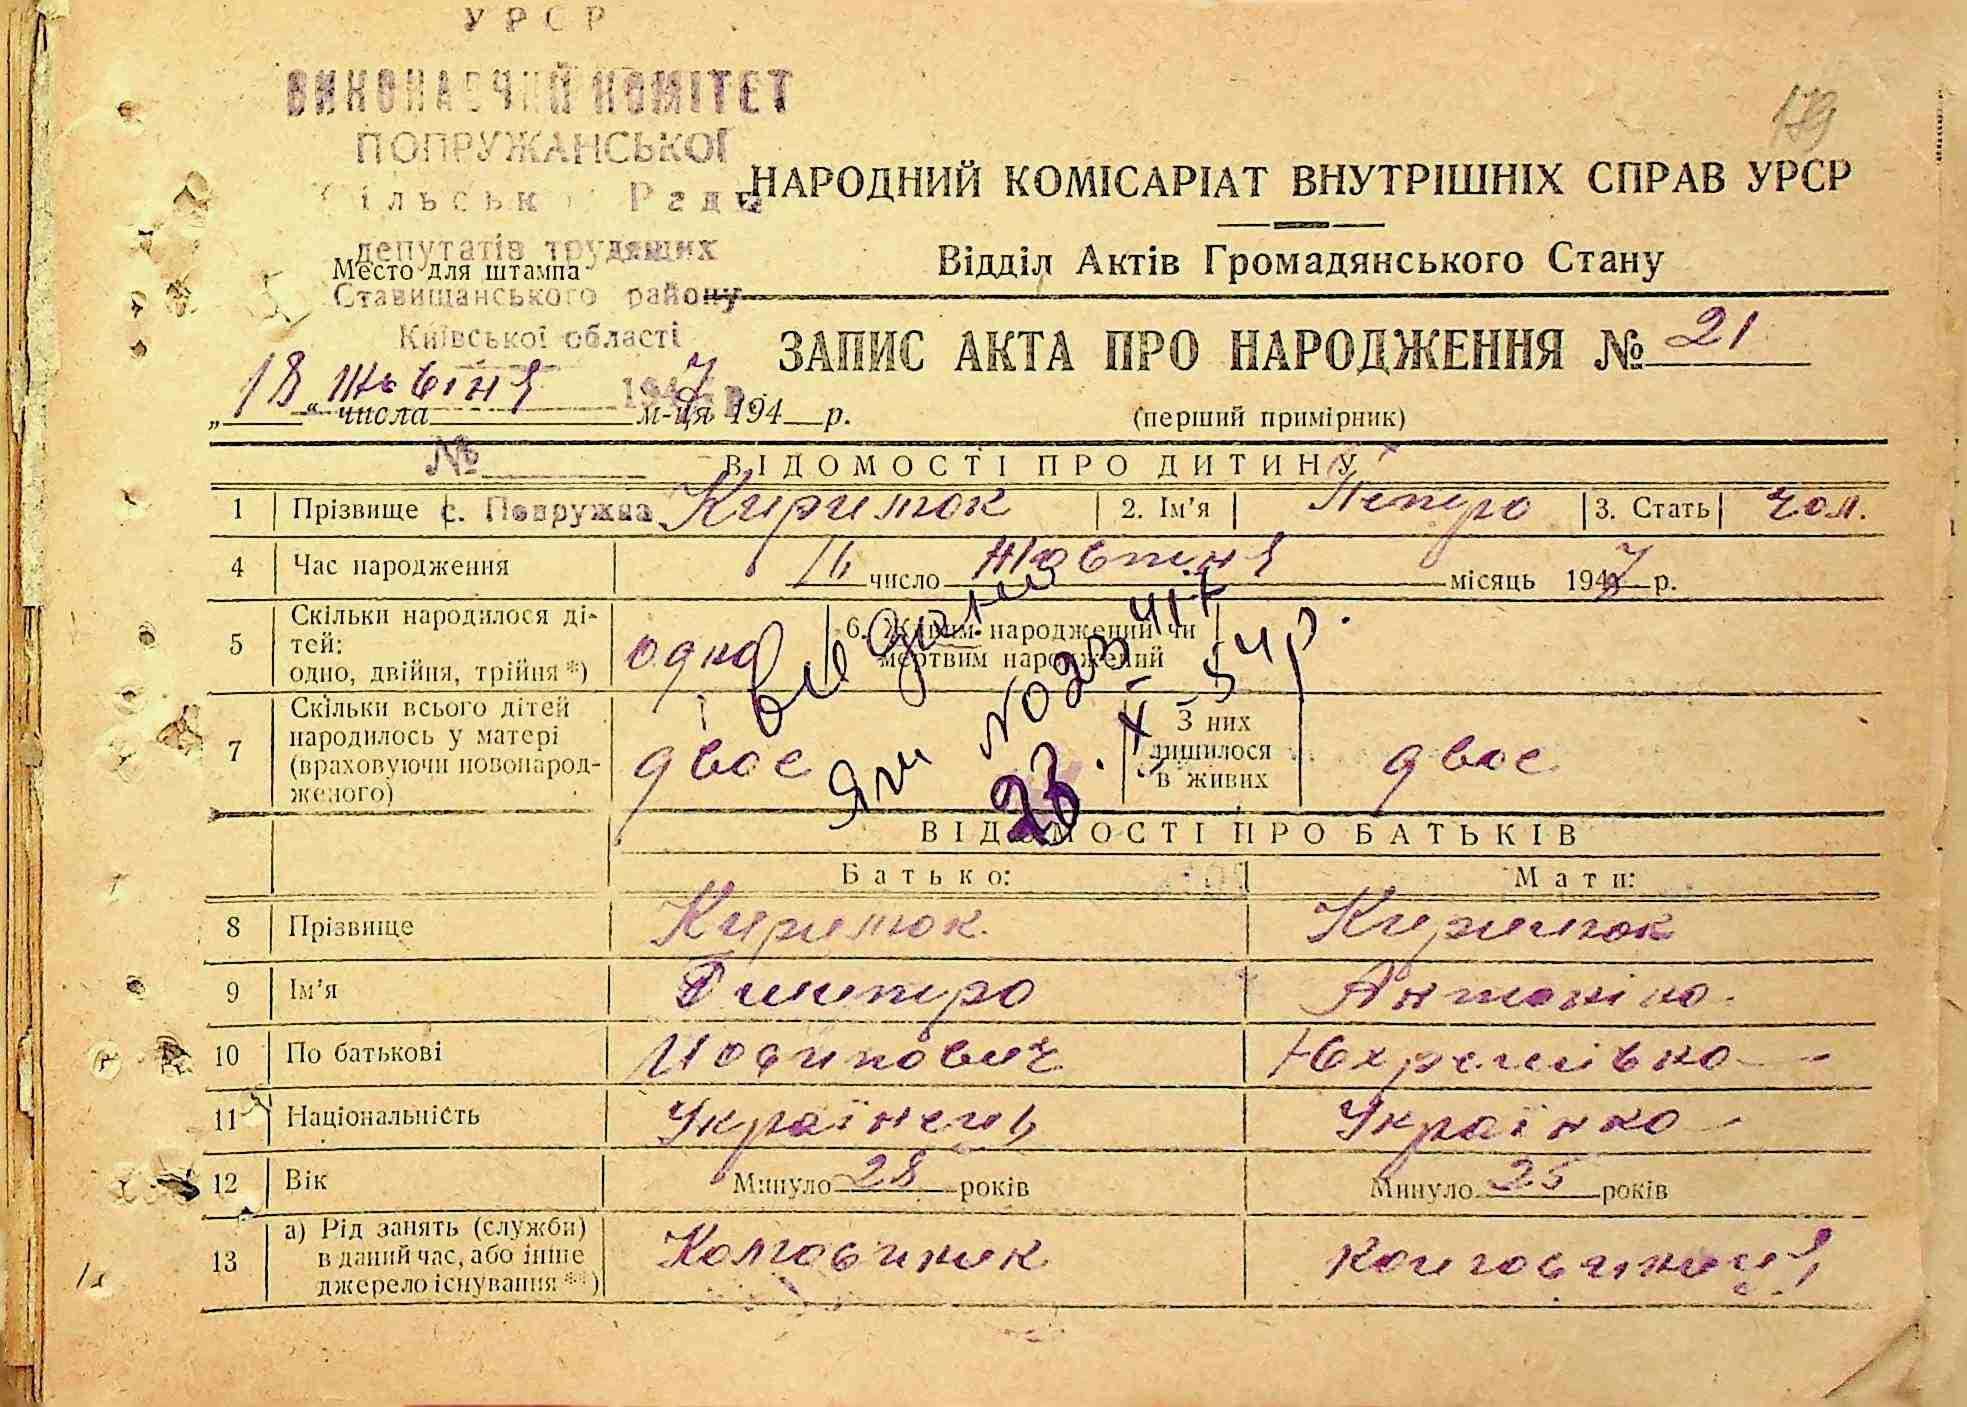 УРСР
ВИКОНАВЧИЙ КОМІТЕТ
ПОПРУЖАНСЬКОЇ
179
Сільської Ради
НАРОДНИЙ КОМІСАРІАТ ВНУТРІШНІХ СПРАВ УРСР
депутатів трудящих
Відділ Актів Громадянського Стану
Место для штампа
Ставищанського району
Київської області
ЗАПИС АКТА ПРО НАРОДЖЕННЯ № 21
„18“ числа м-ця 194 7 р.
(перший примірник)
№
ВІДОМОСТІ ПРО ДИТИНУ
1 Прізвище с. Попружна Кирилюк 2. Ім'я Петро 3. Стать чол.
4 Час народження 16 число Жовтня місяць 1947 р.
5 Скільки народилося ді-
тей:
одно, двійня, трійня *) одно
6. Живим народжений чи
мертвим народжений
7 Скільки всього дітей
народилось у матері
(враховуючи новонарод-
женого) двоє
З них
лишилося
в живих двоє
23. X 54 р.
ВІДОМОСТІ ПРО БАТЬКІВ
Батько: Мати:
8 Прізвище Кирилюк Кирилюк
9 Ім'я Дмитро Антоніна
10 По батькові Йосипович
11 Національність Українець Українка
12 Вік Минуло 28 років Минуло 25 років
13 а) Рід занять (служби)
в даний час, або інше
джерело існування **) Колгоспник колгоспниця